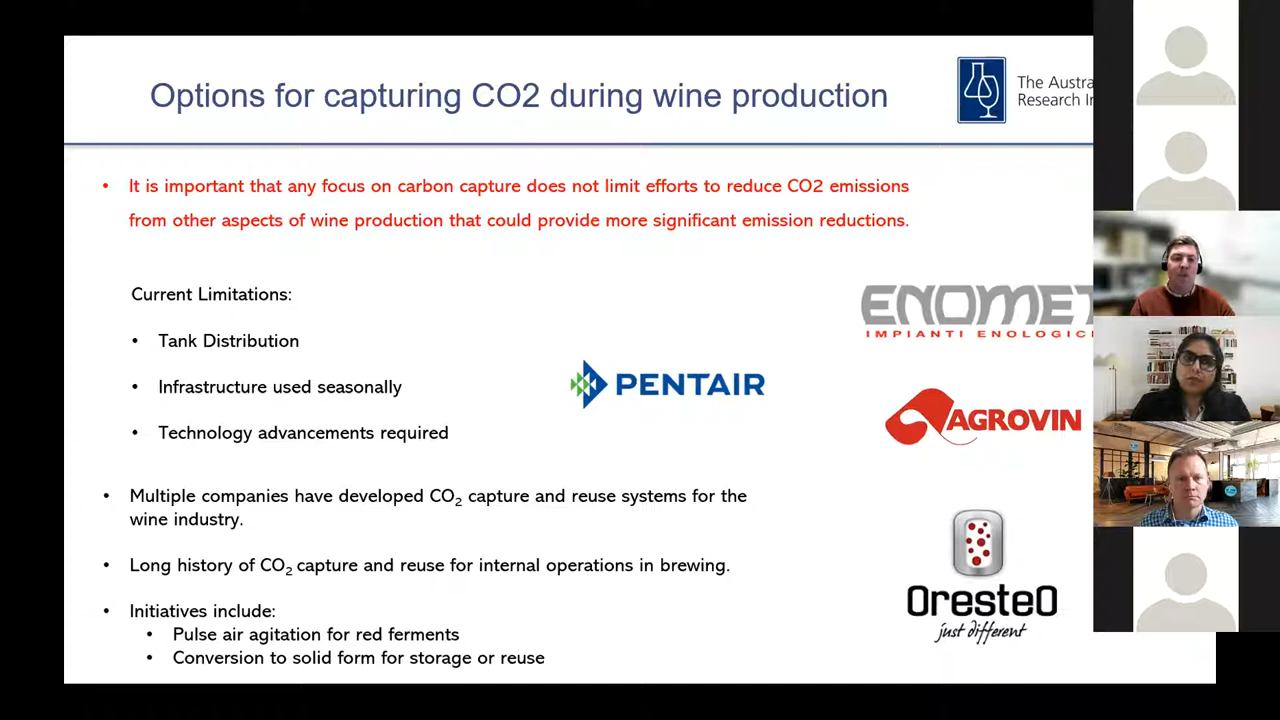 Options for capturing CO2 during wine production
The Austra
Research In
• It is important that any focus on carbon capture does not limit efforts to reduce CO2 emissions
from other aspects of wine production that could provide more significant emission reductions.
Current Limitations:
• Tank Distribution
• Infrastructure used seasonally
• Technology advancements required
ENOMET
IMPIANTI ENOLOGICI
PENTAIR
AGROVIN
• Multiple companies have developed CO₂ capture and reuse systems for the
wine industry.
• Long history of CO₂ capture and reuse for internal operations in brewing.
• Initiatives include:
• Pulse air agitation for red ferments
• Conversion to solid form for storage or reuse
OresteO
just different